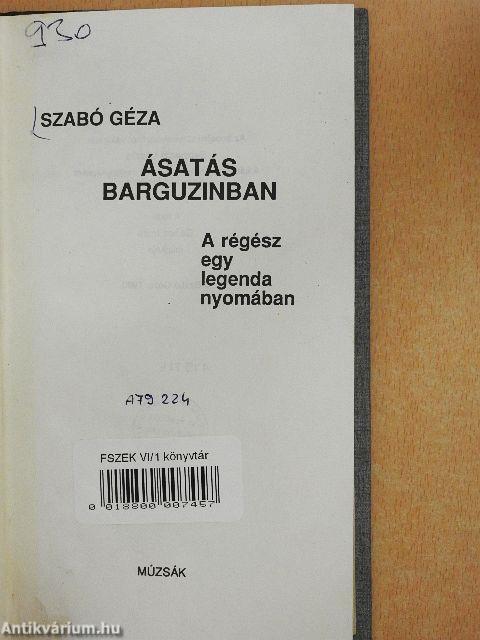 930
SZABÓ GÉZA
ÁSATÁS
BARGUZINBAN
A régész
egy
legenda
nyomában
A79 224
FSZEK VI/1 könyvtár
0 018800 007457
MÚZSÁK
Antikvárium.hu